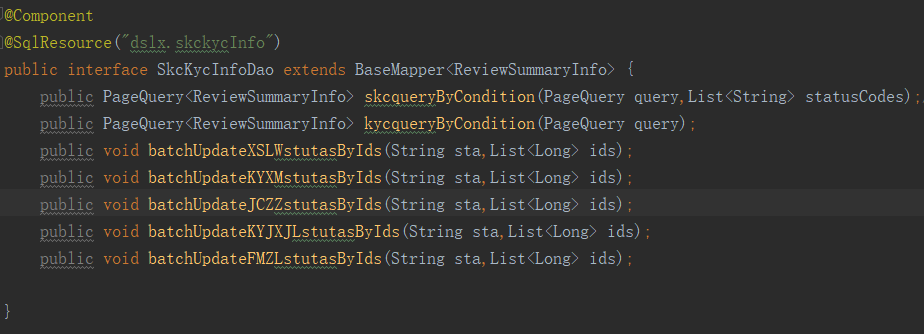 @Component
@SqlResource("dslx.skckycInfo")
public interface SkcKycInfoDao extends BaseMapper<ReviewSummaryInfo> {
public PageQuery<ReviewSummaryInfo> skcqueryByCondition(PageQuery query,List<String> statusCodes);
public PageQuery<ReviewSummaryInfo> kycqueryByCondition(PageQuery query);
public void batchUpdateXSLWstutasByIds(String sta,List<Long> ids);
public void batchUpdateKYXMstutasByIds(String sta,List<Long> ids);
public void batchUpdateJCZZstutasByIds(String sta,List<Long> ids);
public void batchUpdateKYJXJLstutasByIds(String sta,List<Long> ids);
public void batchUpdateFMZLstutasByIds(String sta,List<Long> ids);
}